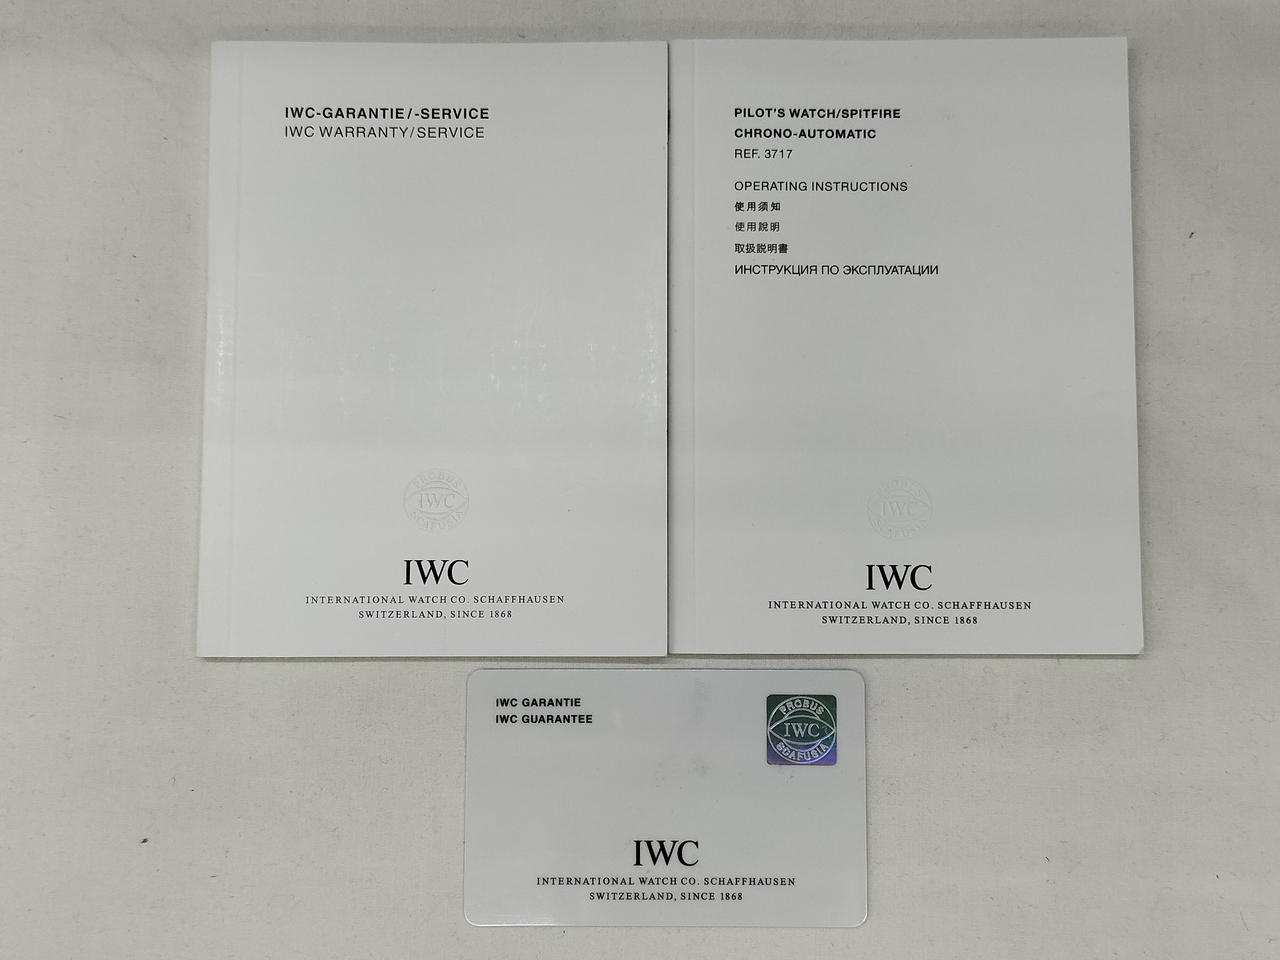 IWC-GARANTIE/-SERVICE
IWC WARRANTY/SERVICE
PROBUS
IWC
SCAFUSIA
IWC
INTERNATIONAL WATCH CO. SCHAFFHAUSEN
SWITZERLAND, SINCE 1868
PILOT'S WATCH/SPITFIRE
CHRONO-AUTOMATIC
REF. 3717
OPERATING INSTRUCTIONS
使用须知
使用說明
取扱説明書
ИНСТРУКЦИЯ ПО ЭКСПЛУАТАЦИИ
PROBUS
IWC
SCAFUSIA
IWC
INTERNATIONAL WATCH CO. SCHAFFHAUSEN
SWITZERLAND, SINCE 1868
IWC GARANTIE
IWC GUARANTEE
PROBUS
IWC
SCAFUSIA
IWC
INTERNATIONAL WATCH CO. SCHAFFHAUSEN
SWITZERLAND, SINCE 1868